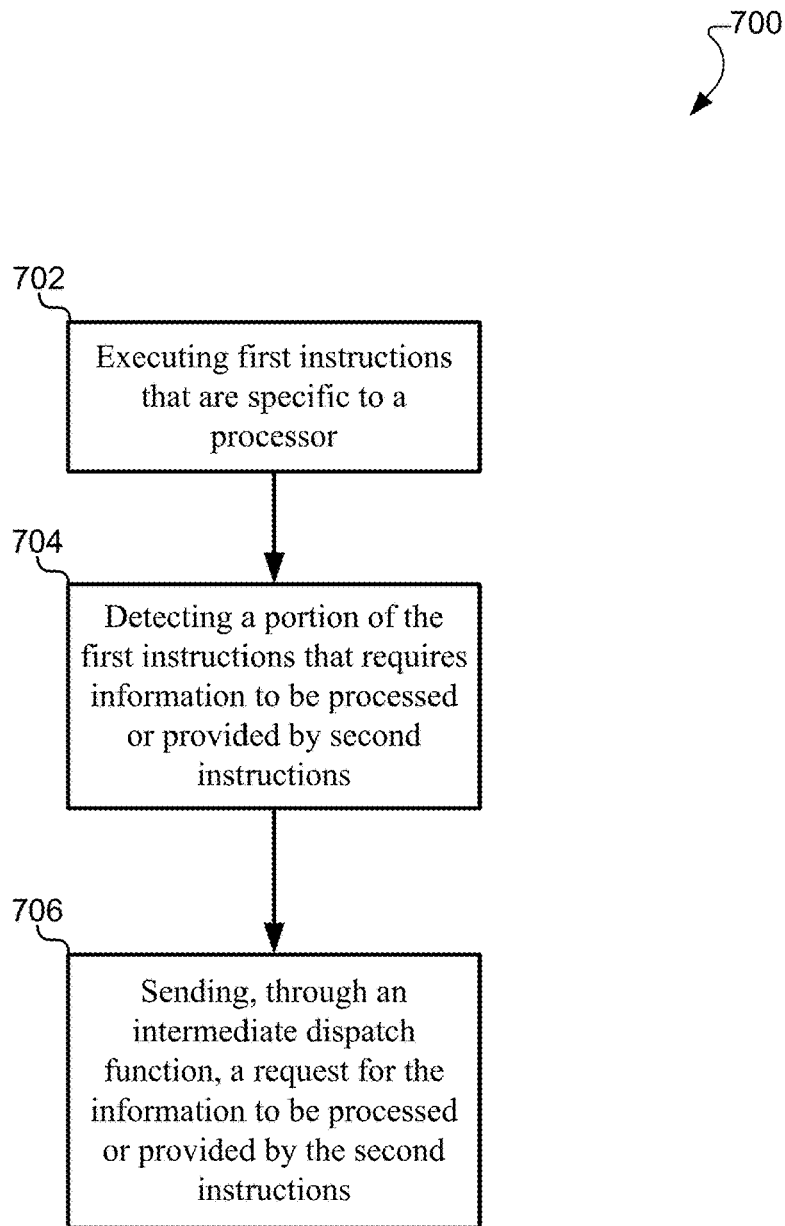 700
702
Executing first instructions
that are specific to a
processor
704
Detecting a portion of the
first instructions that requires
information to be processed
or provided by second
instructions
706
Sending, through an
intermediate dispatch
function, a request for the
information to be processed
or provided by the second
instructions